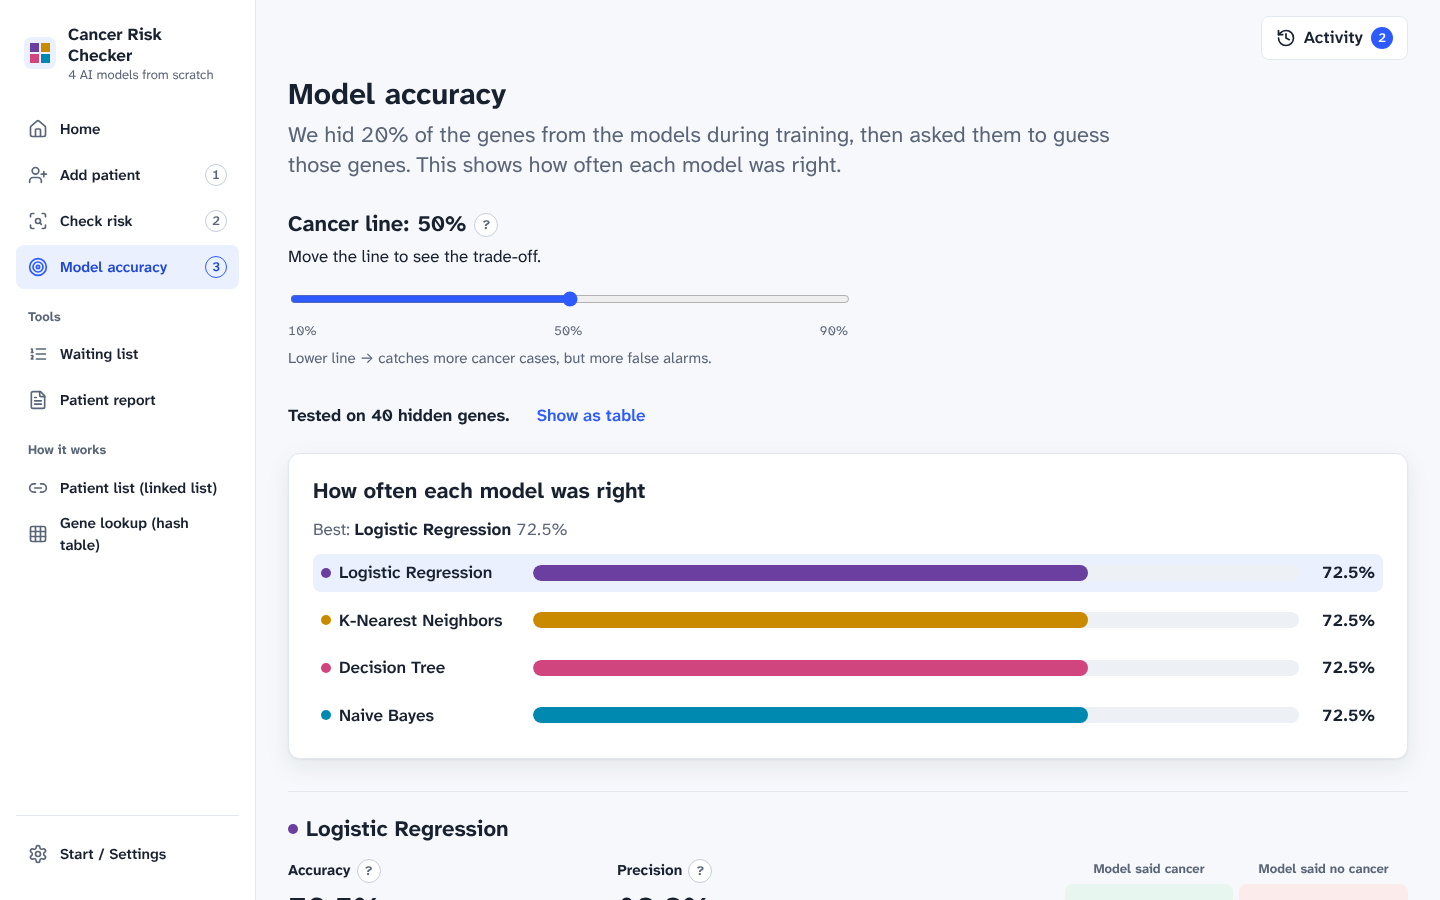 Cancer Risk
Checker
4 AI models from scratch
Home
Add patient 1
Check risk 2
Model accuracy 3
Tools
Waiting list
Patient report
How it works
Patient list (linked list)
Gene lookup (hash
table)
Start / Settings
Activity 2
Model accuracy
We hid 20% of the genes from the models during training, then asked them to guess
those genes. This shows how often each model was right.
Cancer line: 50% ?
Move the line to see the trade-off.
10% 50% 90%
Lower line → catches more cancer cases, but more false alarms.
Tested on 40 hidden genes. Show as table
How often each model was right
Best: Logistic Regression 72.5%
Logistic Regression 72.5%
K-Nearest Neighbors 72.5%
Decision Tree 72.5%
Naive Bayes 72.5%
Logistic Regression
Accuracy ? Precision ? Model said cancer Model said no cancer